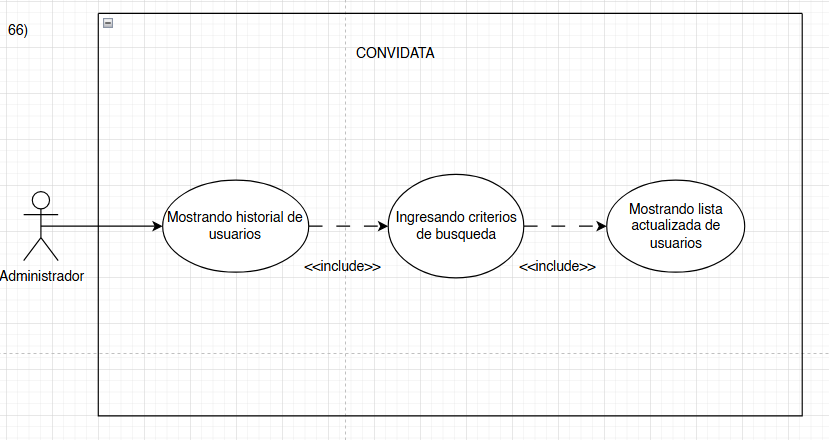 66)
CONVIDATA
Mostrando historial de
usuarios
Ingresando criterios
de busqueda
Mostrando lista
actualizada de
usuarios
<<include>>
<<include>>
Administrador